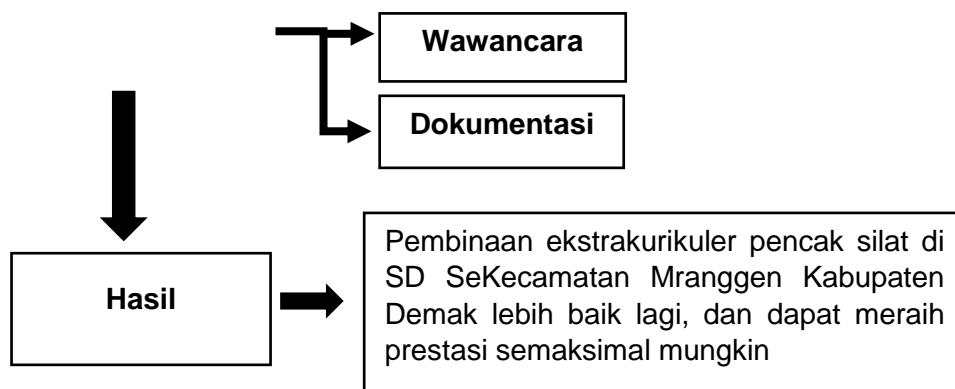 Wawancara
Dokumentasi
Hasil
Pembinaan ekstrakurikuler pencak silat di
SD SeKecamatan Mranggen Kabupaten
Demak lebih baik lagi, dan dapat meraih
prestasi semaksimal mungkin